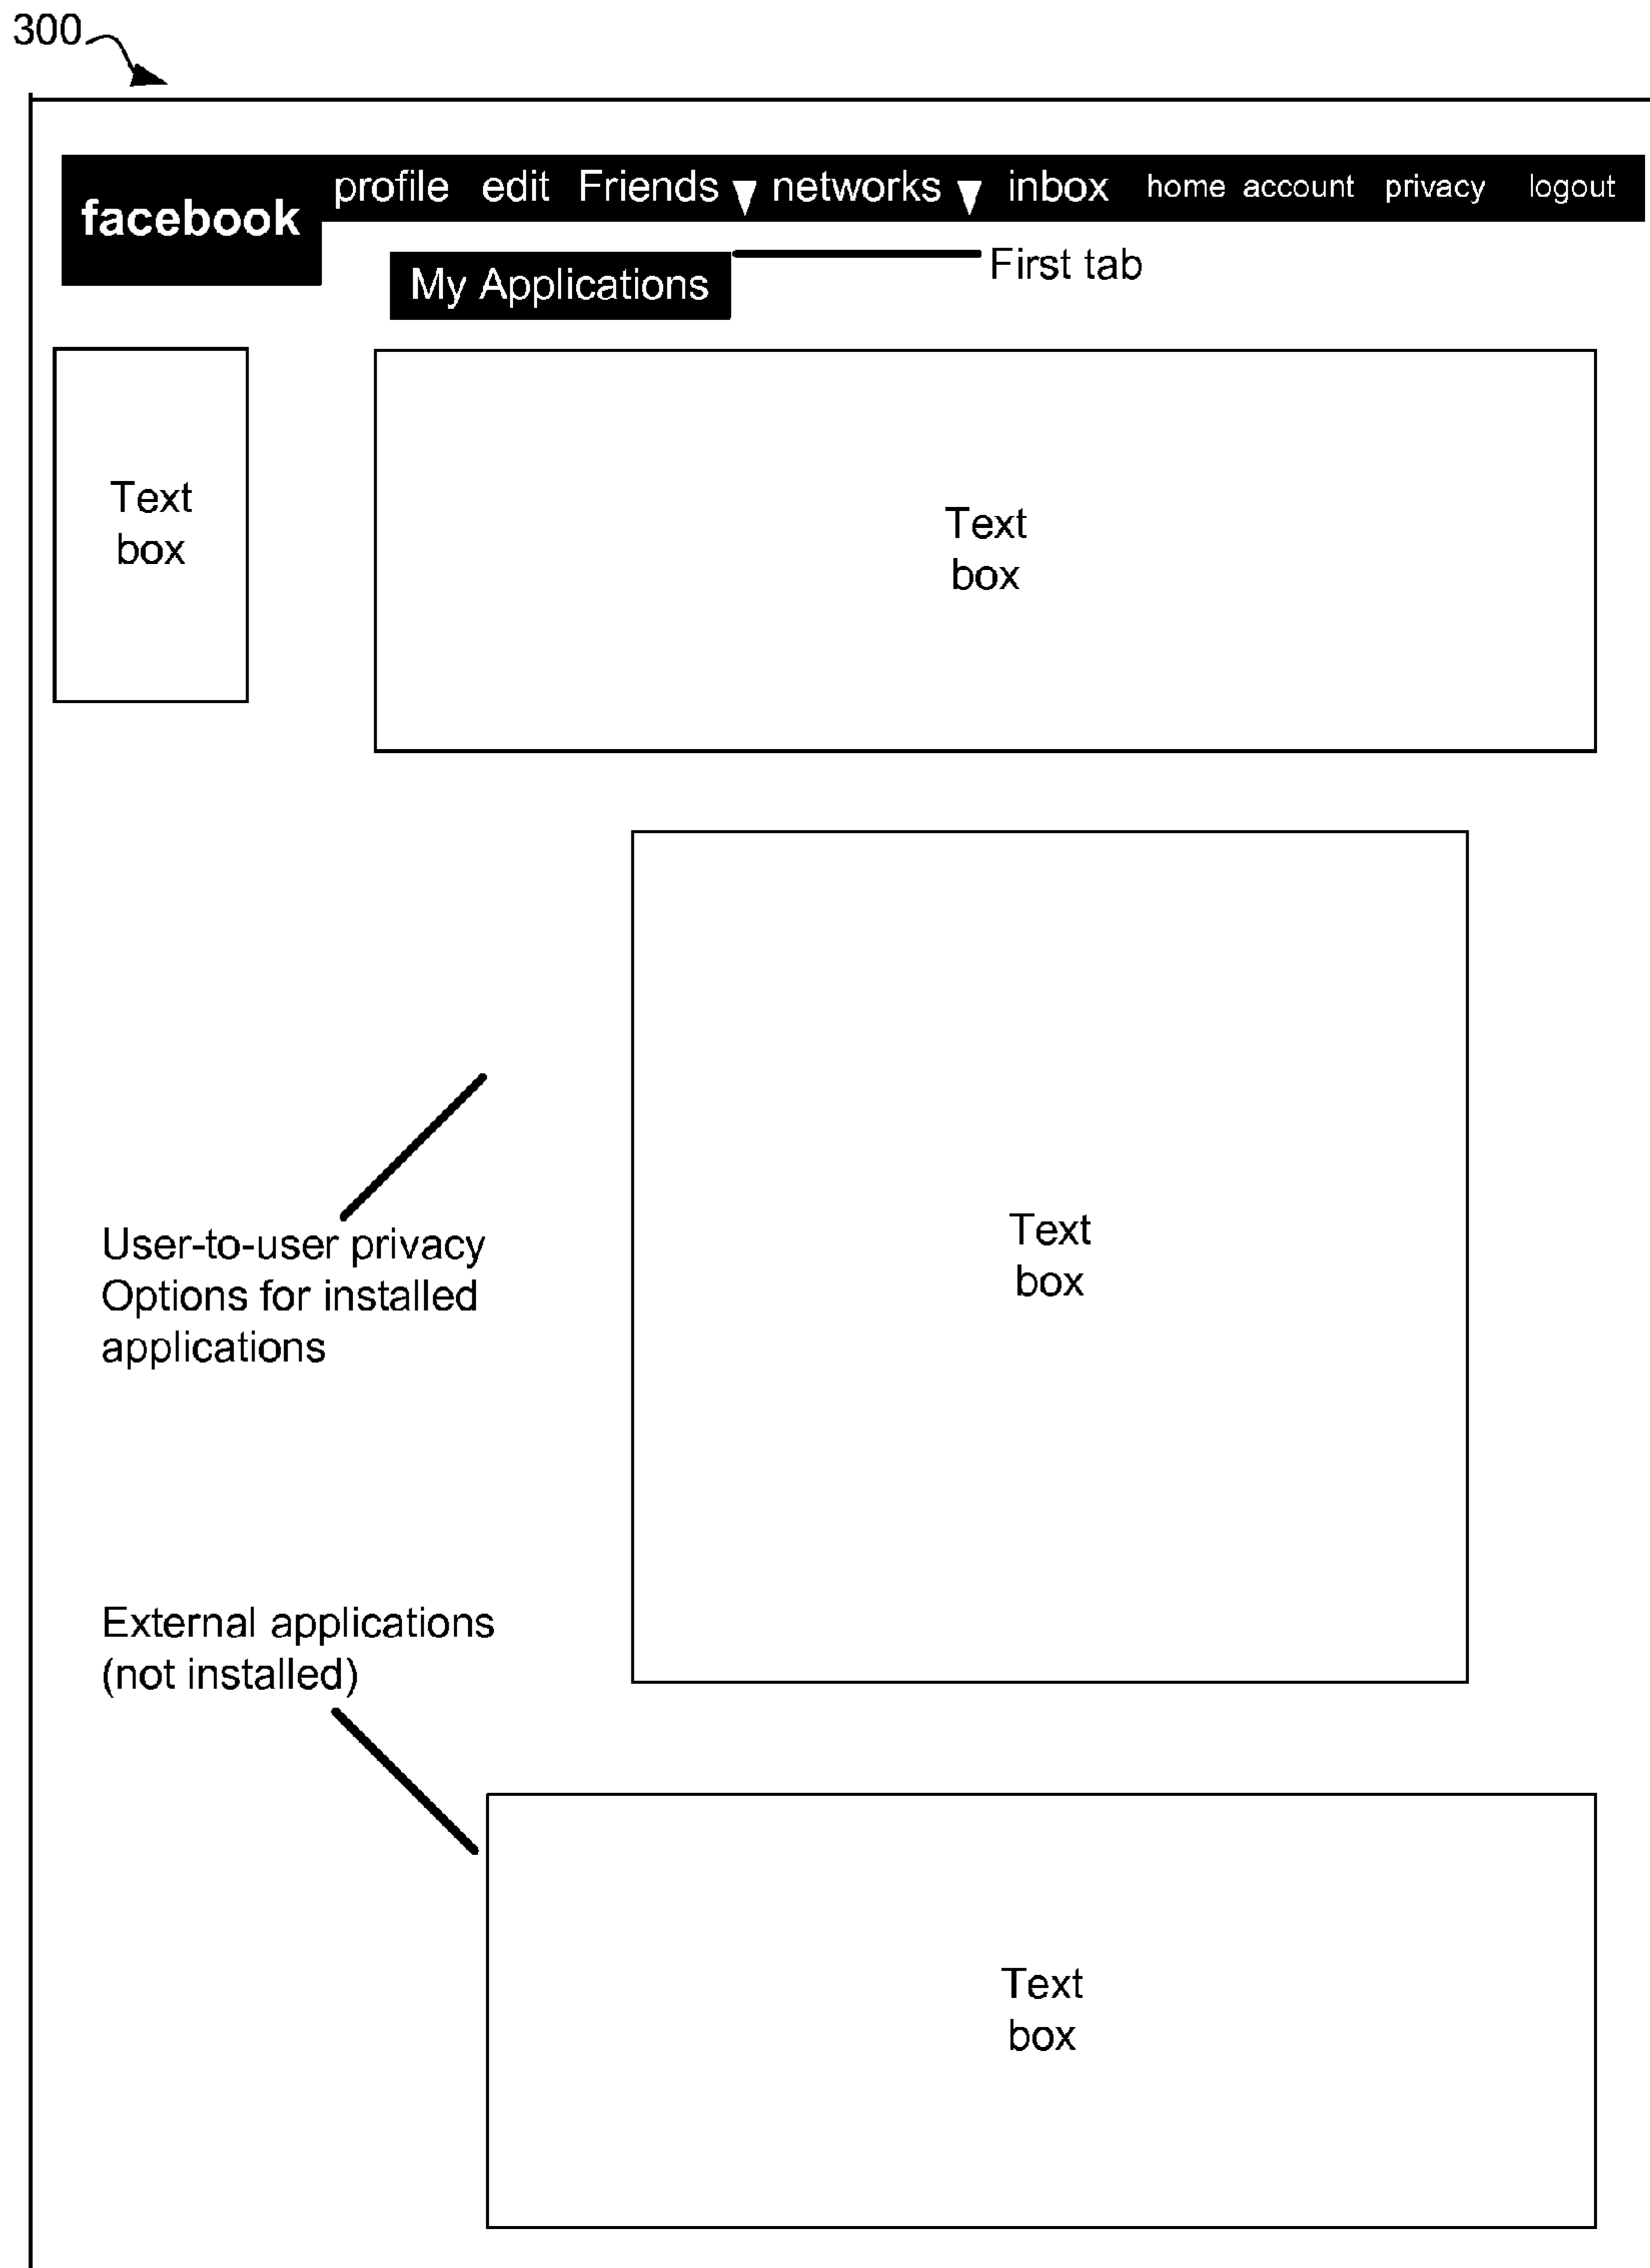 300
facebook profile edit Friends networks inbox home account privacy logout
My Applications
First tab
Text
box
Text
box
Text
box
User-to-user privacy
Options for installed
applications
External applications
(not installed)
Text
box